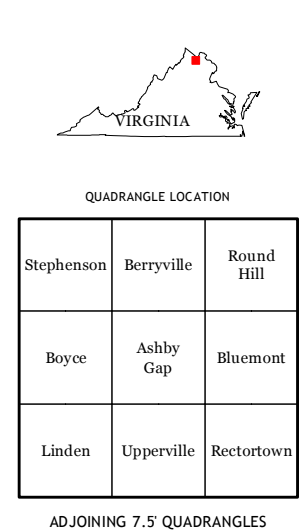 VIRGINIA
QUADRANGLE LOCATION
Stephenson Berryville Round
Hill
Boyce Ashby
Gap Bluemont
Linden Upperville Rectortown
ADJOINING 7.5' QUADRANGLES